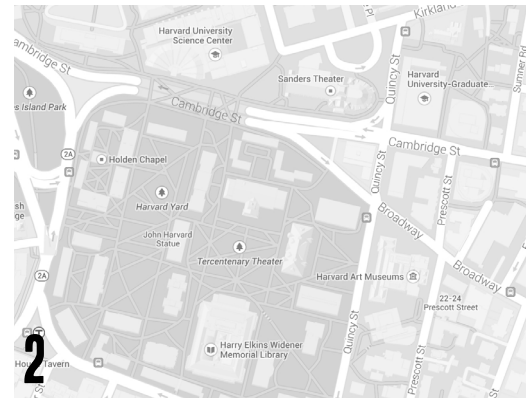 Kirkland
Pl
Harvard University
Science Center
Cambridge St
Sanders Theater
Quincy St
Harvard
University-Graduate
Sumner Rd
s Island Park
Cambridge St
Cambridge St
2A
Holden Chapel
Quincy St
Prescott St
Harvard Yard
Broadway
John Harvard
Statue
Tercentenary Theater
2A
Harvard Art Museums
Broadway
22-24
Prescott Street
Harry Elkins Widener
Memorial Library
Quincy St
Prescott St
2
Tavern